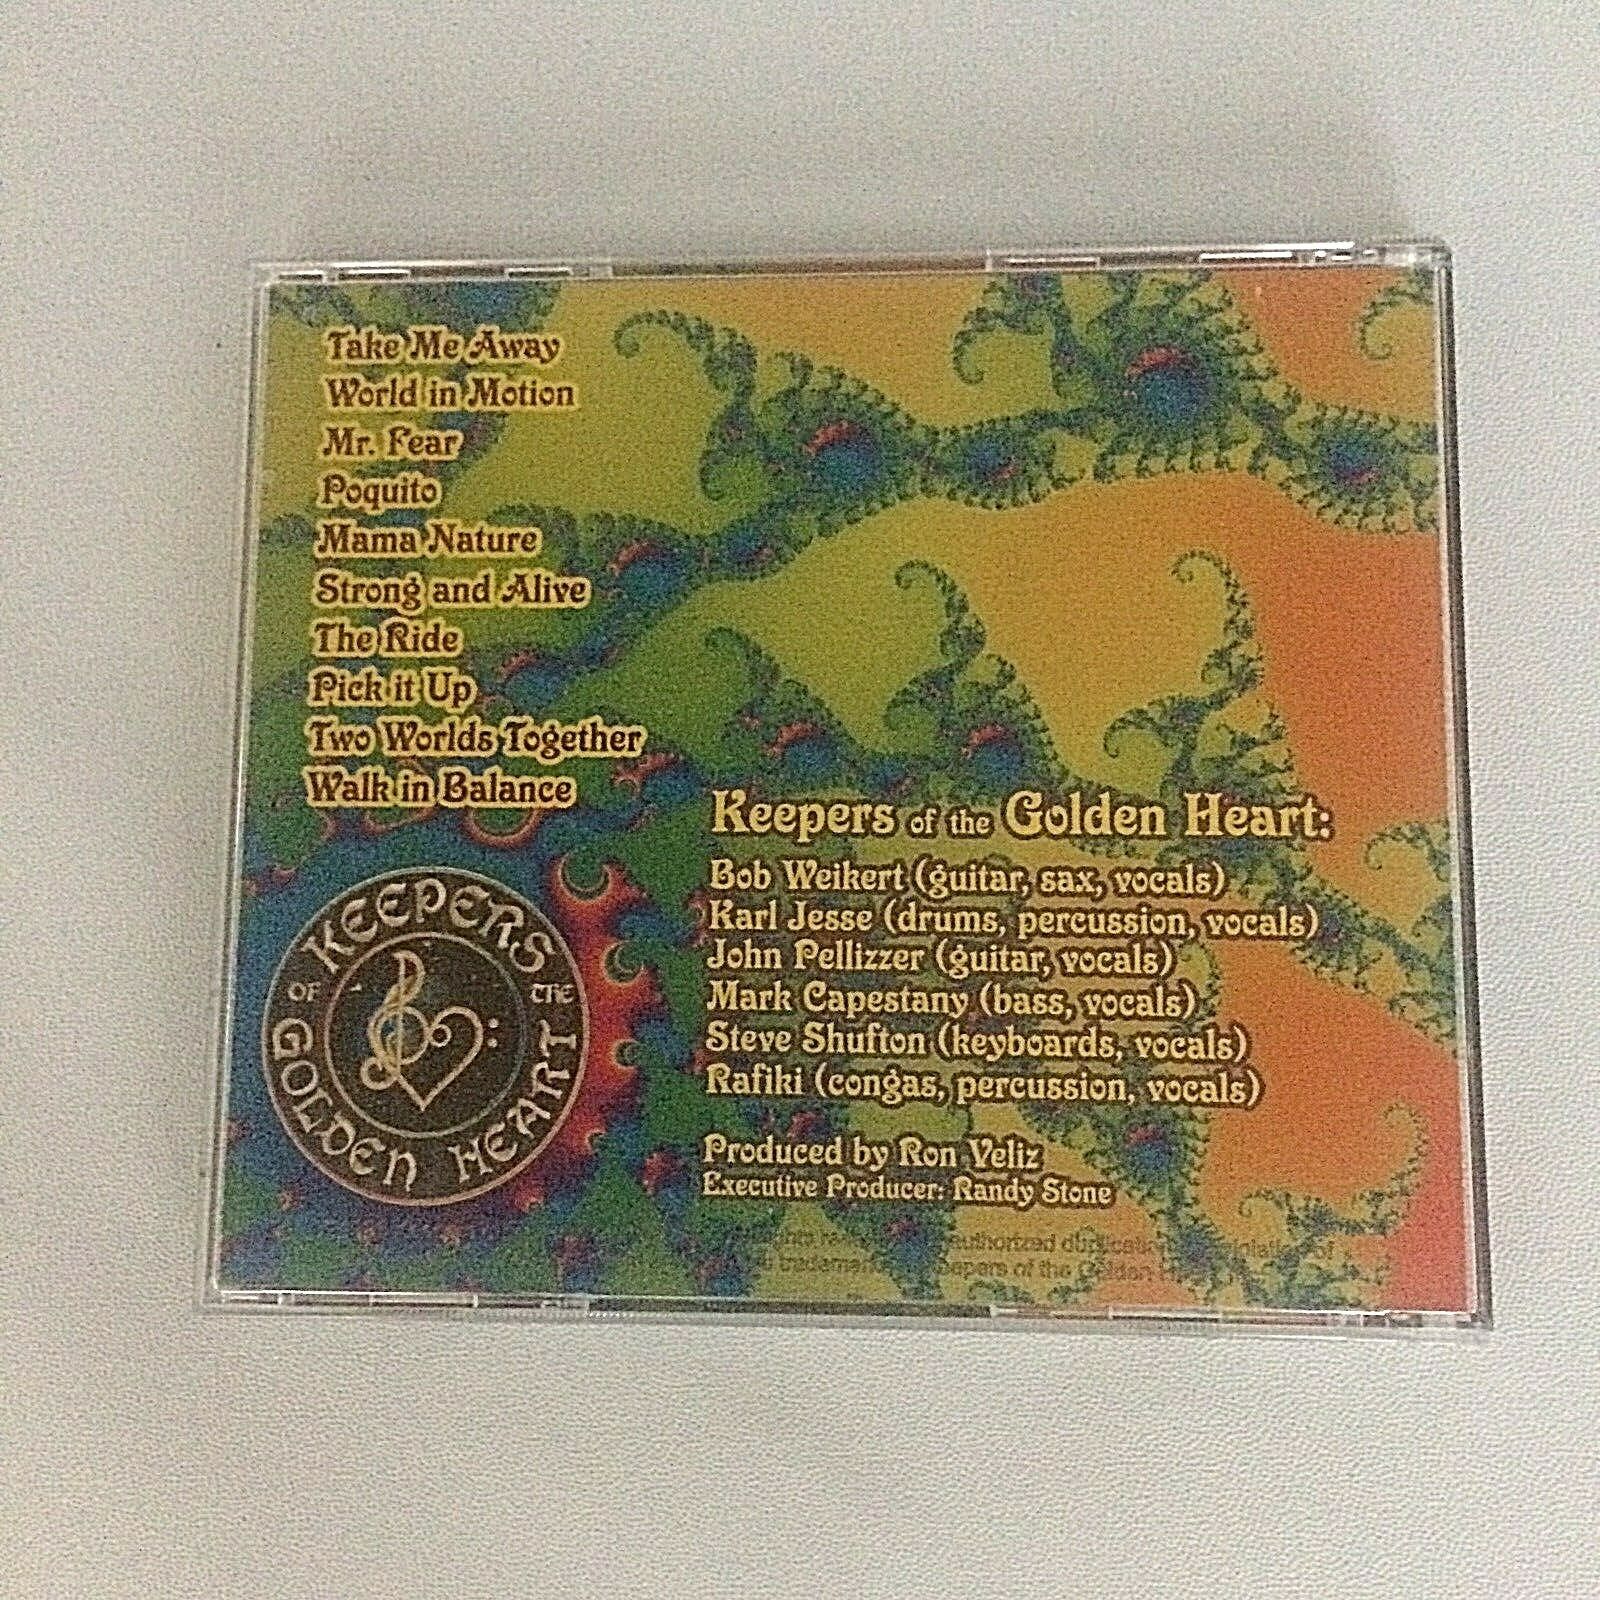 Take Me Away
World in Motion
Mr. Fear
Poquito
Mama Nature
Strong and Alive
The Ride
Pick it Up
Two Worlds Together
Walk in Balance
KEEPERS
OF THE
GOLDEN HEART
Keepers of the Golden Heart:
Bob Weikert (guitar, sax, vocals)
Karl Jesse (drums, percussion, vocals)
John Pellizzer (guitar, vocals)
Mark Capestany (bass, vocals)
Steve Shufton (keyboards, vocals)
Rafiki (congas, percussion, vocals)
Produced by Ron Veliz
Executive Producer: Randy Stone
of
of the